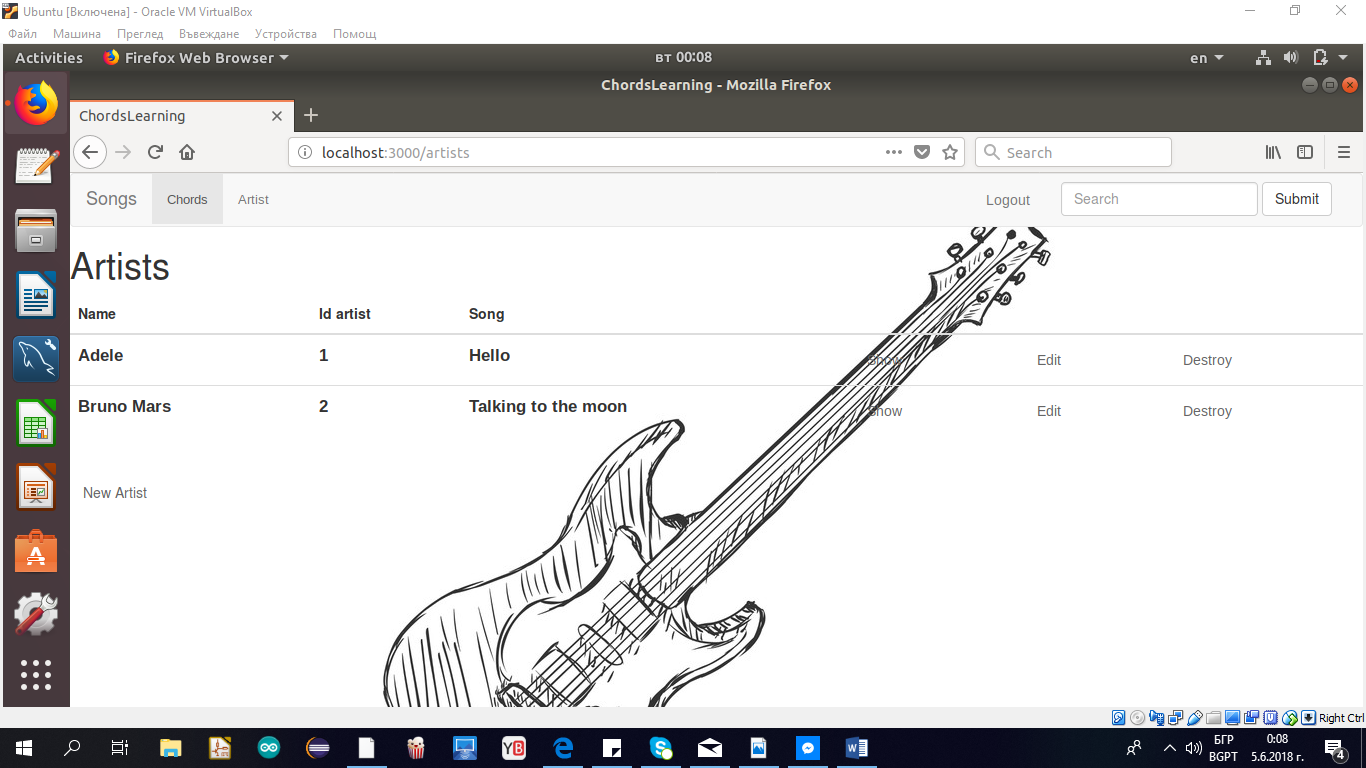 Ubuntu [Включена] - Oracle VM VirtualBox
Файл Машина Преглед Въвеждане Устройства Помощ
Activities Firefox Web Browser вт 00:08 en
ChordsLearning - Mozilla Firefox
ChordsLearning
localhost:3000/artists Search
Songs Chords Artist Logout Search Submit
Artists
Name Id artist Song
Adele 1 Hello Show Edit Destroy
Bruno Mars 2 Talking to the moon Show Edit Destroy
New Artist
Right Ctrl
БГР 0:08
BGPT 5.6.2018 г. 4